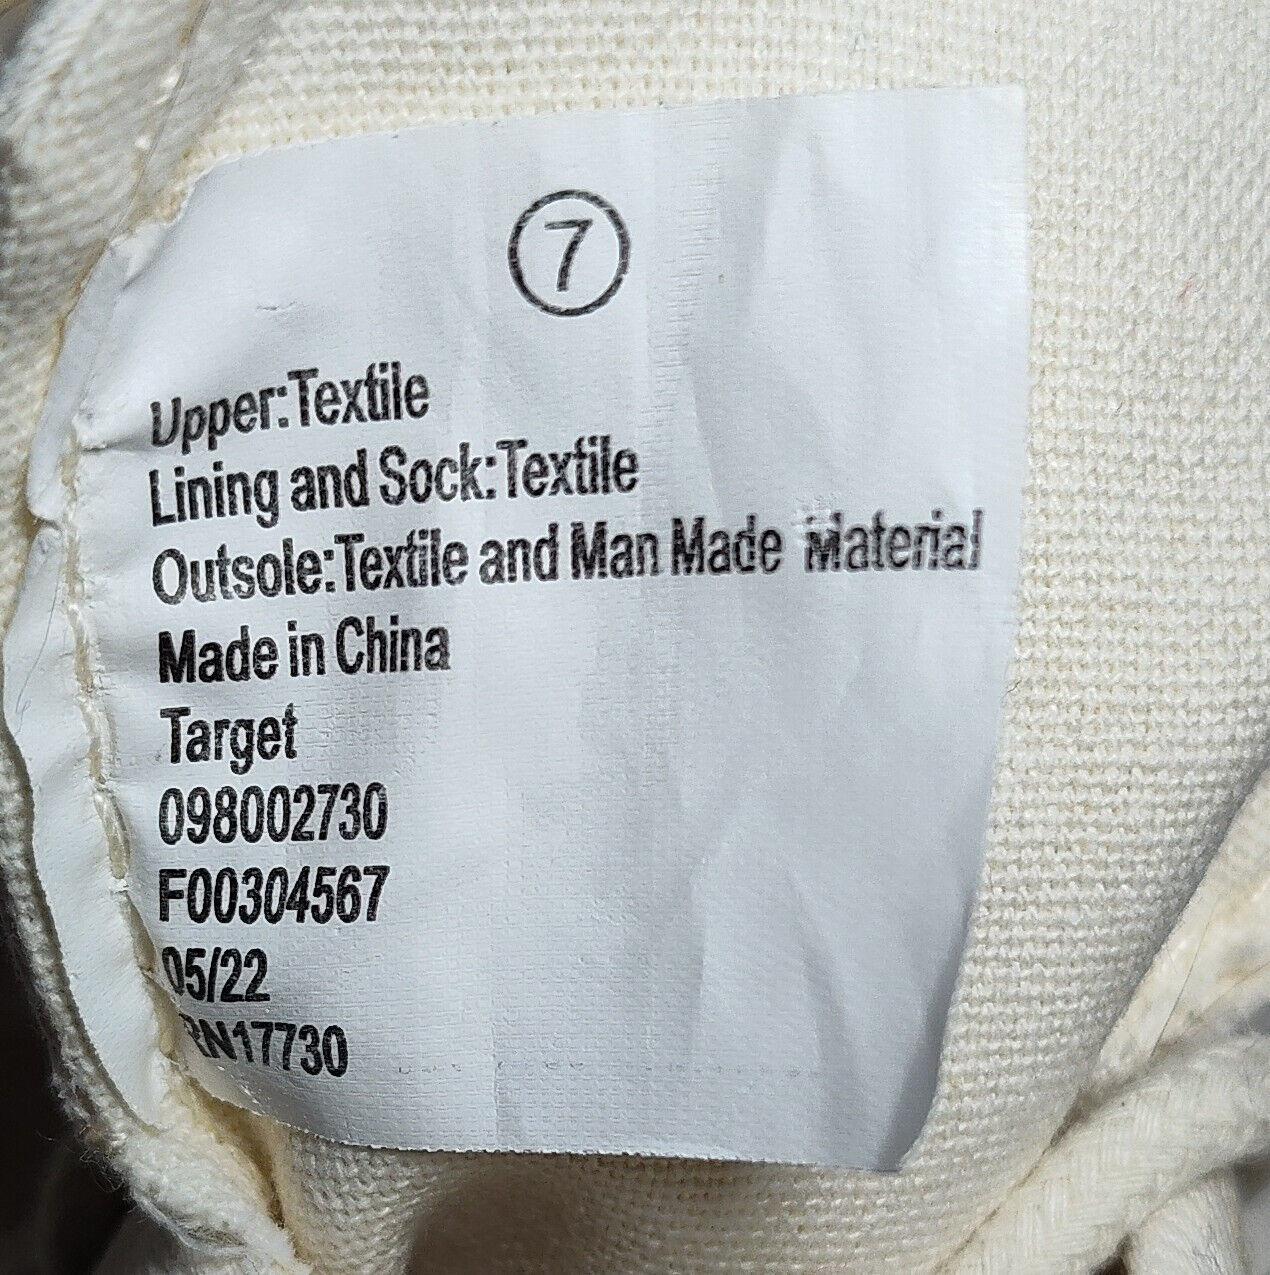 7
Upper:Textile
Lining and Sock:Textile
Outsole:Textile and Man Made Material
Made in China
Target
098002730
F00304567
05/22
RN17730